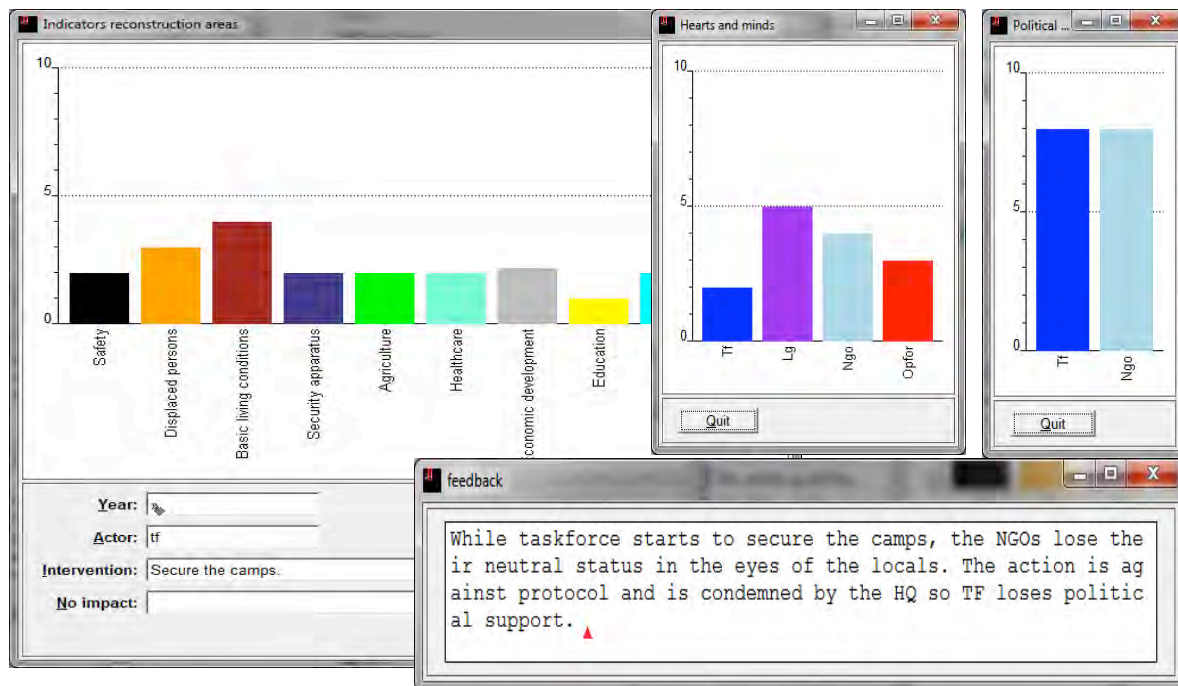 Indicators reconstruction areas
10
5
0
Safety
Displaced persons
Basic living conditions
Security apparatus
Agriculture
Healthcare
Economic development
Education
Year:
Actor: tf
Intervention: Secure the camps.
No impact:
Hearts and minds
10
5
0
Tf
Lg
Ngo
Opfor
Quit
Political ...
10
5
0
Tf
Ngo
Quit
feedback
While taskforce starts to secure the camps, the NGOs lose the
ir neutral status in the eyes of the locals. The action is ag
ainst protocol and is condemned by the HQ so TF loses politic
al support.